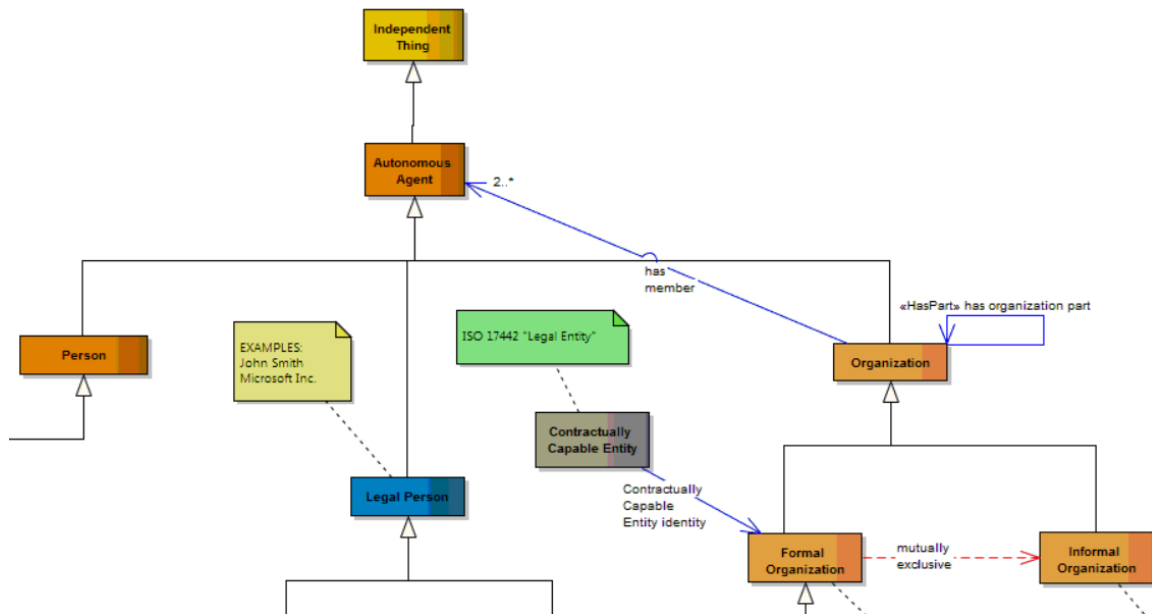 Independent
Thing
Autonomous
Agent
2..*
has
member
«HasPart» has organization part
Person
EXAMPLES:
John Smith
Microsoft Inc.
ISO 17442 "Legal Entity"
Organization
Contractually
Capable Entity
Legal Person
Contractually
Capable
Entity identity
Formal
Organization
mutually
exclusive
Informal
Organization